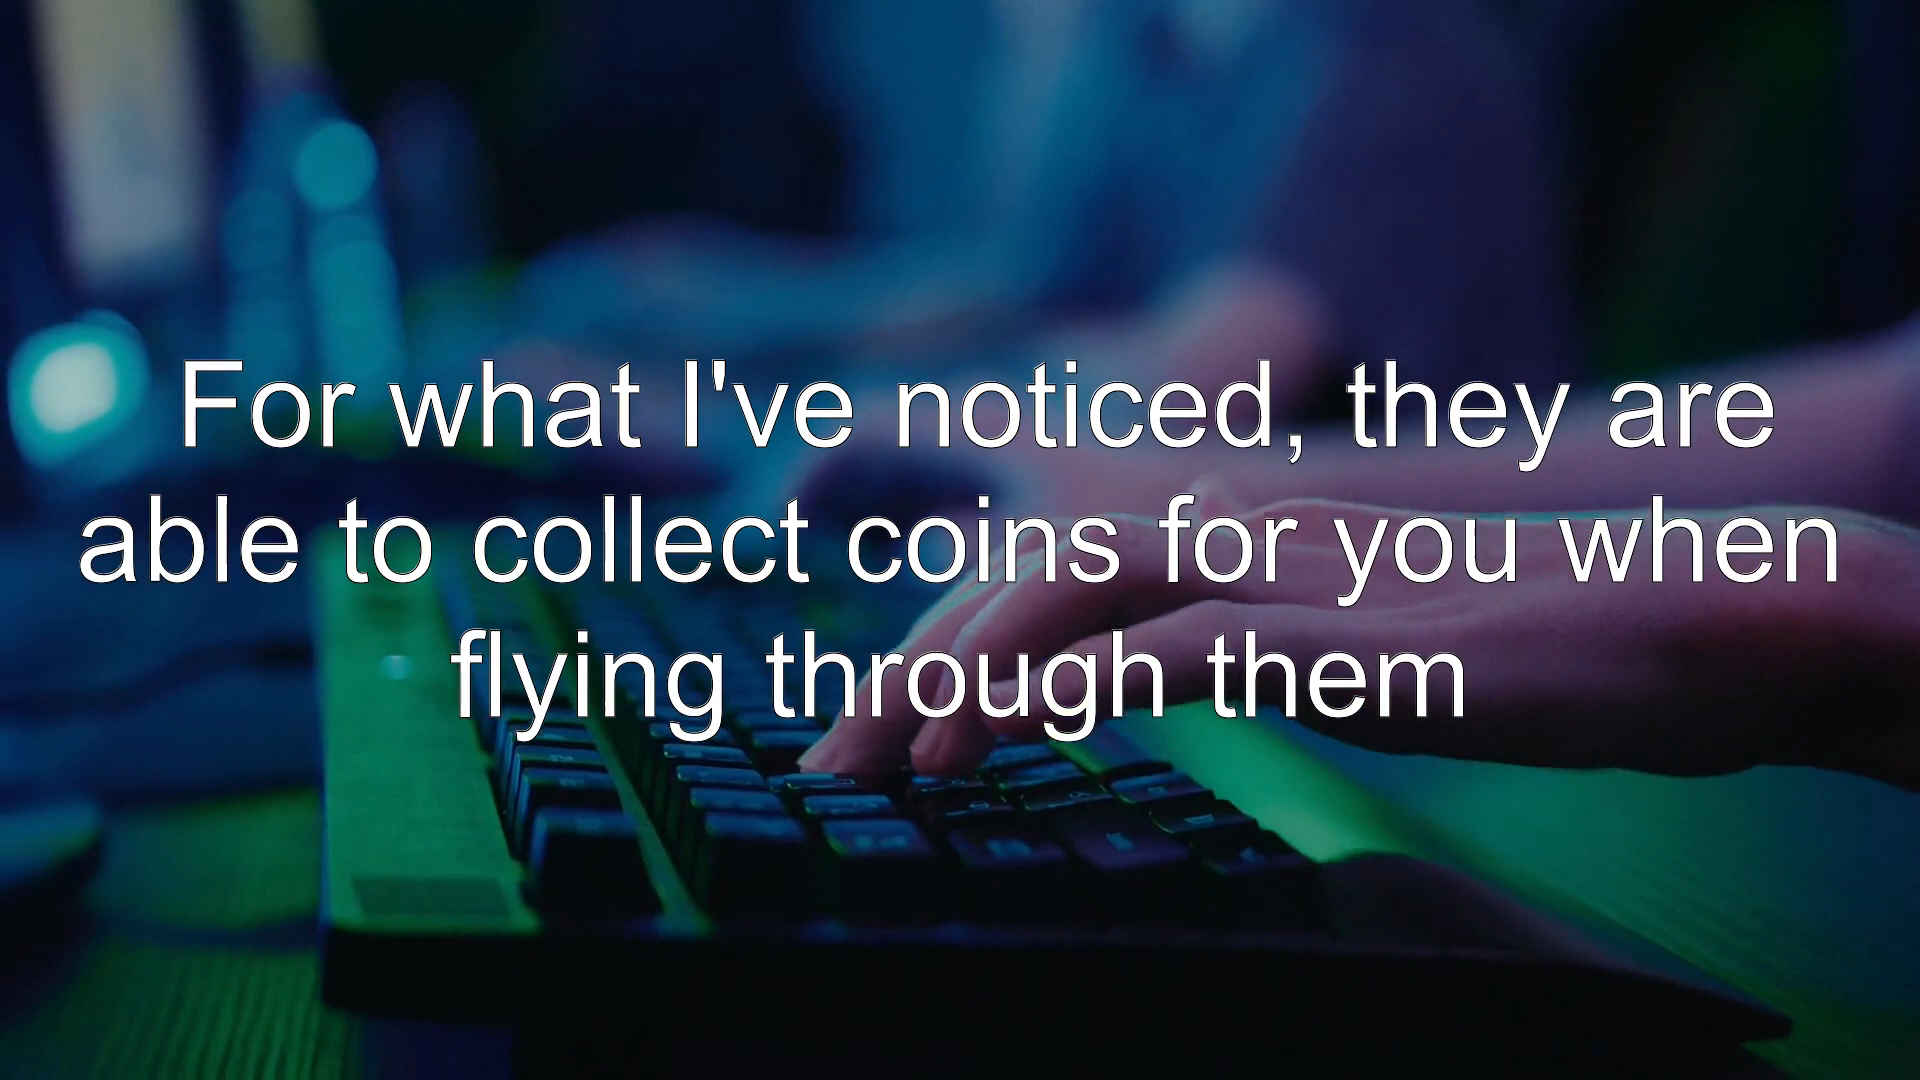 For what I've noticed, they are
able to collect coins for you when
flying through them